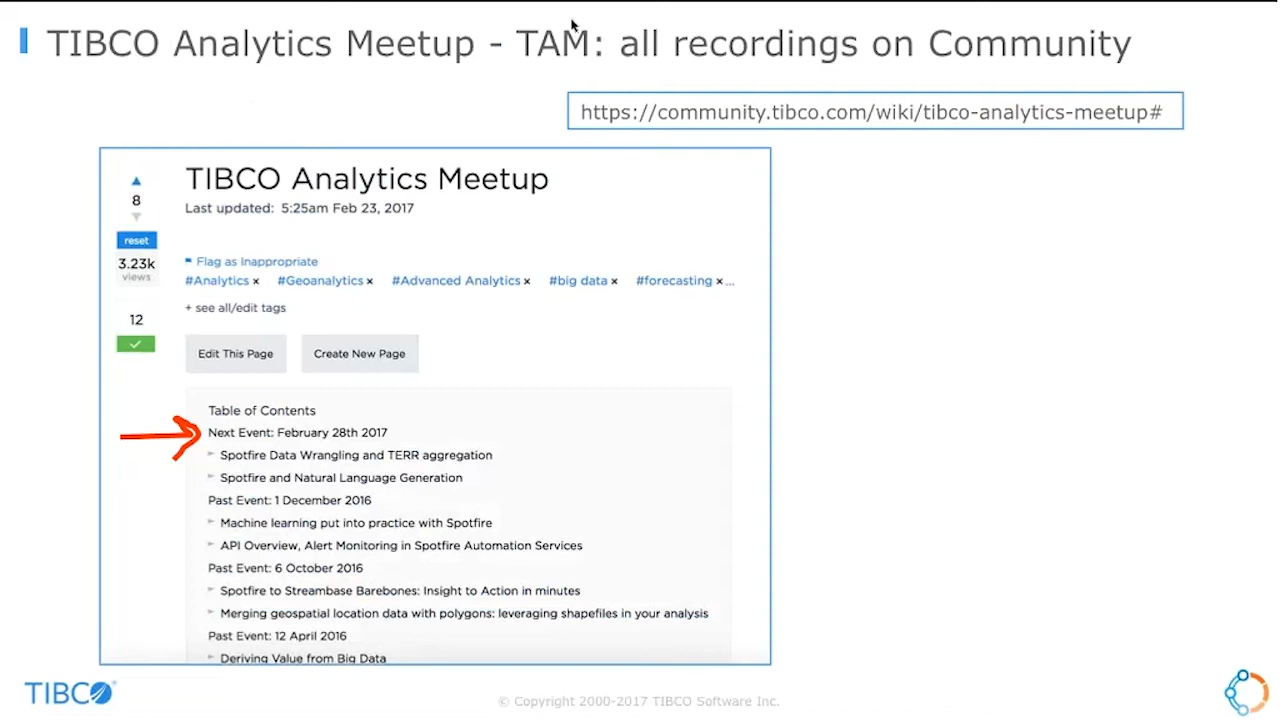 TIBCO Analytics Meetup - TAM: all recordings on Community
https://community.tibco.com/wiki/tibco-analytics-meetup#
TIBCO Analytics Meetup
8
Last updated: 5:25am Feb 23, 2017
reset
3.23k
views
Flag as Inappropriate
#Analytics × #Geoanalytics × #Advanced Analytics × #big data × #forecasting × ...
+ see all/edit tags
12
Edit This Page
Create New Page
Table of Contents
Next Event: February 28th 2017
Spotfire Data Wrangling and TERR aggregation
Spotfire and Natural Language Generation
Past Event: 1 December 2016
Machine learning put into practice with Spotfire
API Overview, Alert Monitoring in Spotfire Automation Services
Past Event: 6 October 2016
Spotfire to Streambase Barebones: Insight to Action in minutes
Merging geospatial location data with polygons: leveraging shapefiles in your analysis
Past Event: 12 April 2016
Deriving Value from Big Data
TIBCO
© Copyright 2000-2017 TIBCO Software Inc.